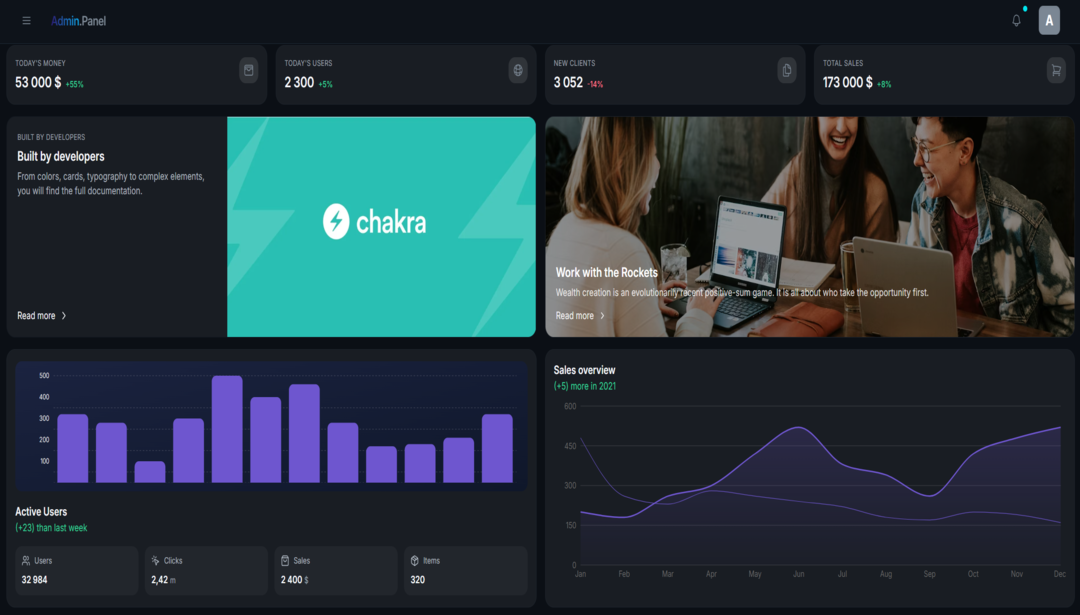 Admin.Panel
A
TODAY'S MONEY
53 000 $ +55%
TODAY'S USERS
2 300 +5%
NEW CLIENTS
3 052 -14%
TOTAL SALES
173 000 $ +8%
BUILT BY DEVELOPERS
Built by developers
From colors, cards, typography to complex elements,
you will find the full documentation.
Read more
chakra
Work with the Rockets
Wealth creation is an evolutionarily recent positive-sum game. It is all about who take the opportunity first.
Read more
500
400
300
200
100
Active Users
(+23) than last week
Users
32 984
Clicks
2,42 m
Sales
2 400 $
Items
320
Sales overview
(+5) more in 2021
600
450
300
150
0
Jan Feb Mar Apr May Jun Jul Aug Sep Oct Nov Dec